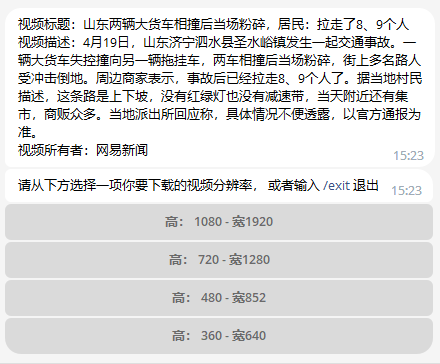 视频标题：山东两辆大货车相撞后当场粉碎，居民：拉走了8、9个人
视频描述：4月19日，山东济宁泗水县圣水峪镇发生一起交通事故。一
辆大货车失控撞向另一辆拖挂车，两车相撞后当场粉碎，街上多名路人
受冲击倒地。周边商家表示，事故后已经拉走8、9个人了。据当地村民
描述，这条路是上下坡，没有红绿灯也没有减速带，当天附近还有集
市，商贩众多。当地派出所回应称，具体情况不便透露，以官方通报为
准。
视频所有者：网易新闻
15:23
请从下方选择一项你要下载的视频分辨率， 或者输入 /exit 退出
15:23
高： 1080 - 宽1920
高： 720 - 宽1280
高： 480 - 宽852
高： 360 - 宽640